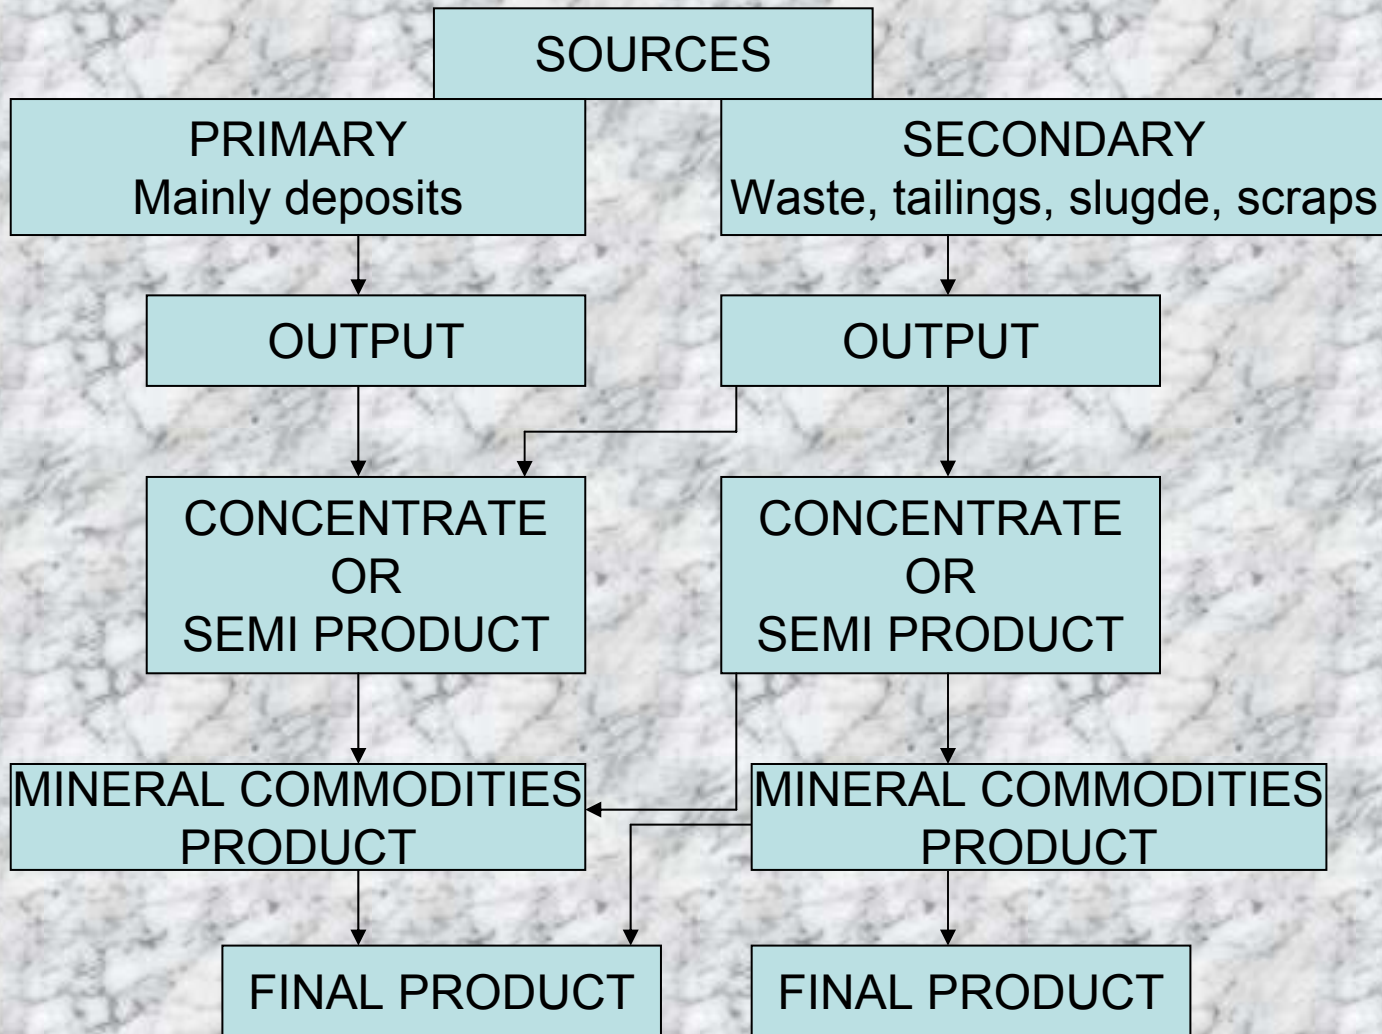 SOURCES
PRIMARY
Mainly deposits
SECONDARY
Waste, tailings, slugde, scraps
OUTPUT
OUTPUT
CONCENTRATE
OR
SEMI PRODUCT
CONCENTRATE
OR
SEMI PRODUCT
MINERAL COMMODITIES
PRODUCT
MINERAL COMMODITIES
PRODUCT
FINAL PRODUCT
FINAL PRODUCT